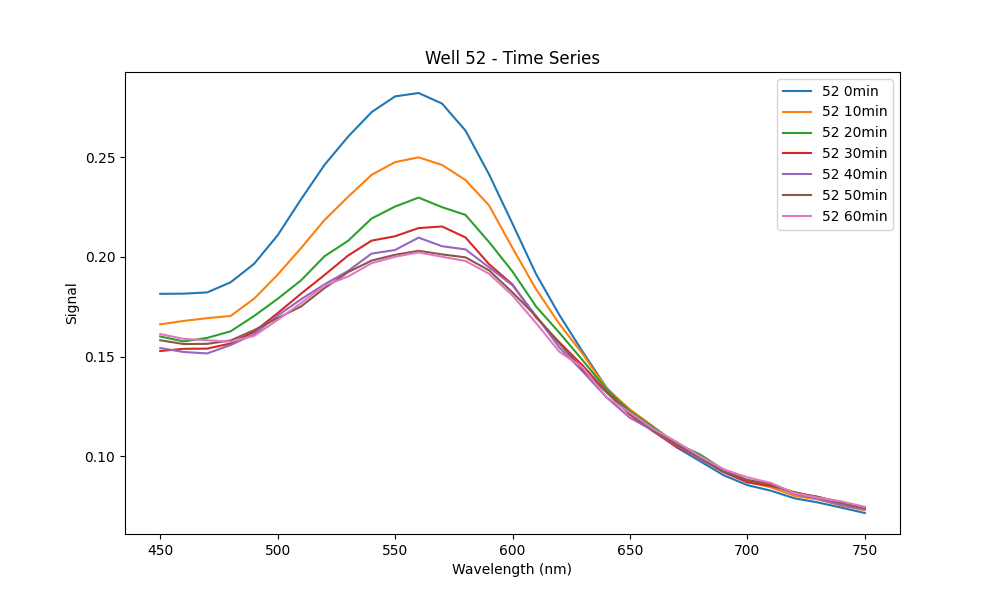 Well 52 - Time Series
52 0min
52 10min
52 20min
52 30min
52 40min
52 50min
52 60min
Signal
0.25
0.20
0.15
0.10
450 500 550 600 650 700 750
Wavelength (nm)